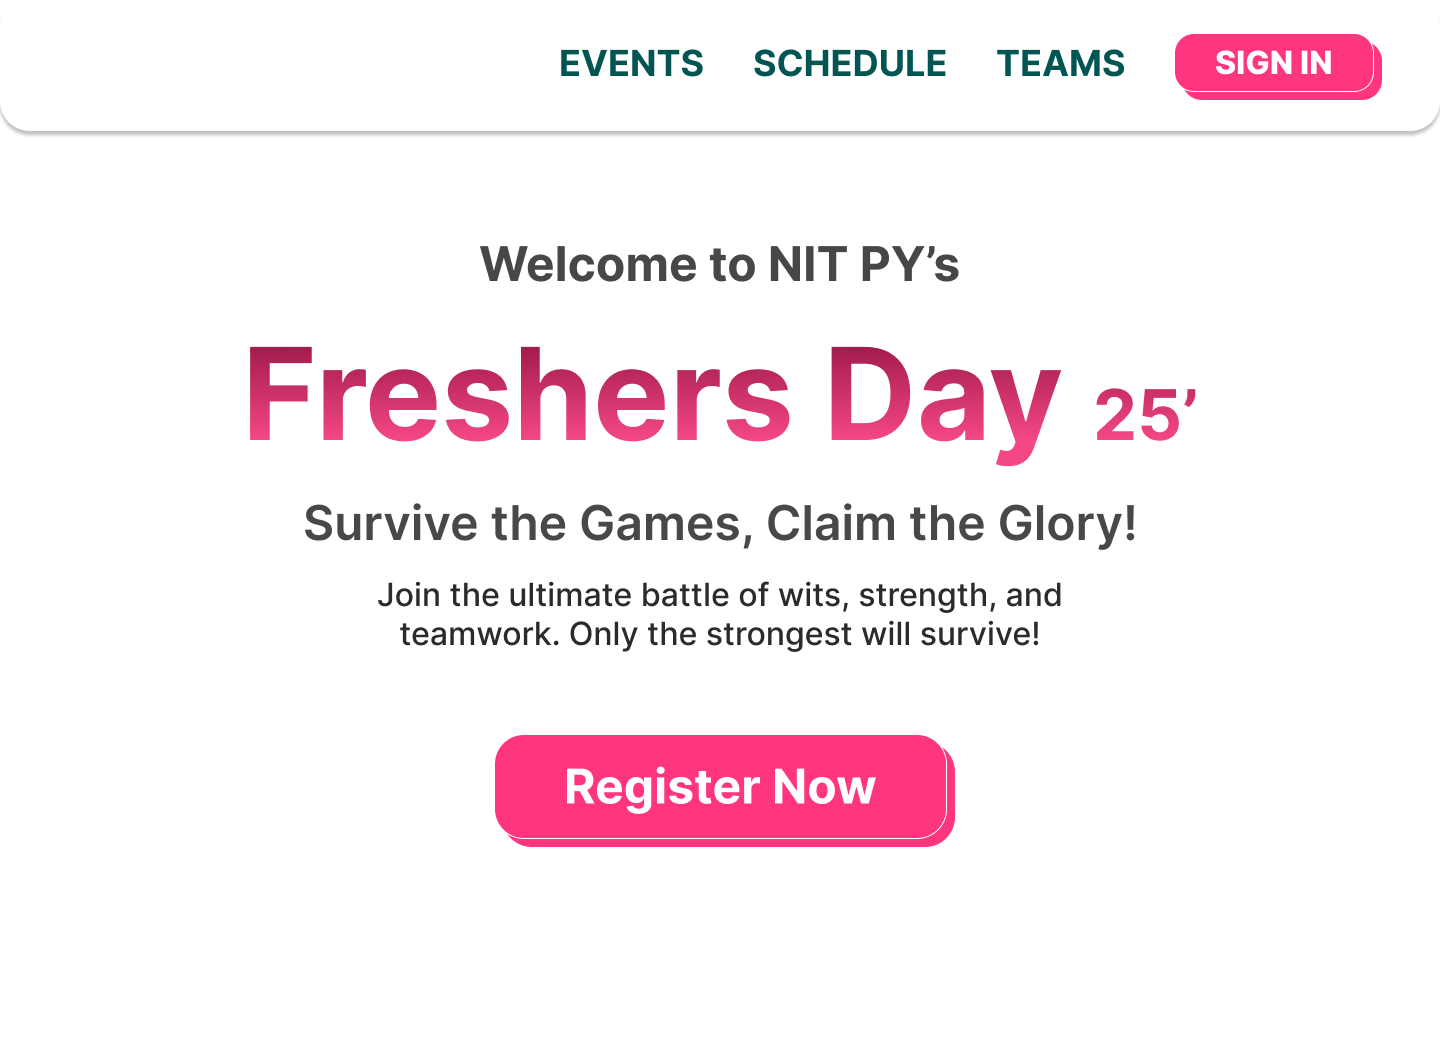 EVENTS SCHEDULE TEAMS SIGN IN
Welcome to NIT PY’s
Freshers Day 25’
Survive the Games, Claim the Glory!
Join the ultimate battle of wits, strength, and
teamwork. Only the strongest will survive!
Register Now